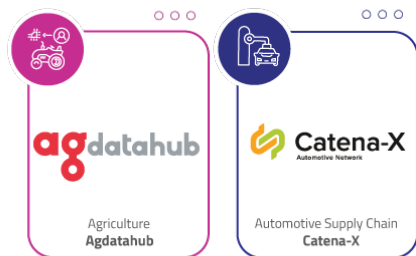 agdatahub
Agriculture
Agdatahub
Catena-X
Automotive Network
Automotive Supply Chain
Catena-X